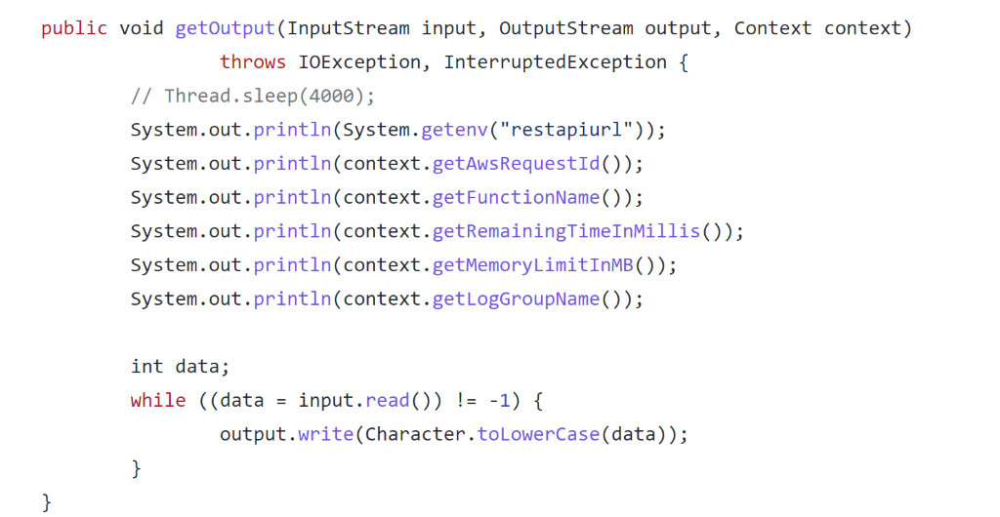 public void getOutput(InputStream input, OutputStream output, Context context)
throws IOException, InterruptedException {
// Thread.sleep(4000);
System.out.println(System.getenv("restapiurl"));
System.out.println(context.getAwsRequestId());
System.out.println(context.getFunctionName());
System.out.println(context.getRemainingTimeInMillis());
System.out.println(context.getMemoryLimitInMB());
System.out.println(context.getLogGroupName());
int data;
while ((data = input.read()) != -1) {
output.write(Character.toLowerCase(data));
}
}